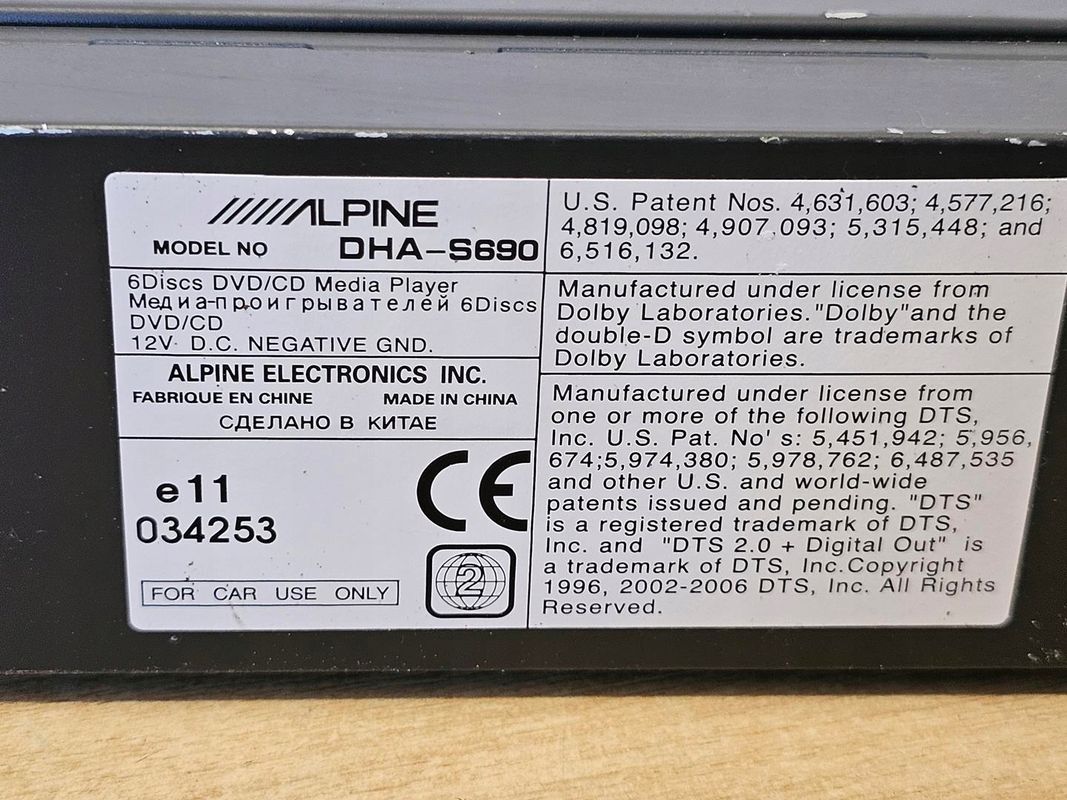 ALPINE
MODEL NO DHA-S690
6Discs DVD/CD Media Player
Медиа-проигрывателей 6Discs
DVD/CD
12V D.C. NEGATIVE GND.
ALPINE ELECTRONICS INC.
FABRIQUE EN CHINE MADE IN CHINA
СДЕЛАНО В КИТАЕ
e11
034253
CE
2
FOR CAR USE ONLY
U.S. Patent Nos. 4,631,603; 4,577,216;
4,819,098; 4,907,093; 5,315,448; and
6,516,132.
Manufactured under license from
Dolby Laboratories."Dolby"and the
double-D symbol are trademarks of
Dolby Laboratories.
Manufactured under license from
one or more of the following DTS,
Inc. U.S. Pat. No' s: 5,451,942; 5,956,
674;5,974,380; 5,978,762; 6,487,535
and other U.S. and world-wide
patents issued and pending. "DTS"
is a registered trademark of DTS,
Inc. and "DTS 2.0 + Digital Out" is
a trademark of DTS, Inc.Copyright
1996, 2002-2006 DTS, Inc. All Rights
Reserved.